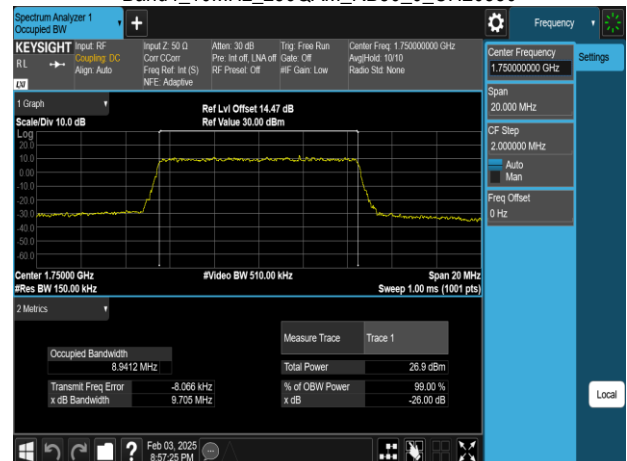 Spectrum Analyzer 1
Occupied BW
+
Frequency
KEYSIGHT
RL
LXI
Input: RF
Coupling: DC
Align: Auto
Input Z: 50 Ω
Corr CCorr
Freq Ref: Int (S)
NFE: Adaptive
Atten: 30 dB
Pre: Int off, LNA off
RF Preset: Off
Trig: Free Run
Gate: Off
#IF Gain: Low
Center Freq: 1.750000000 GHz
Avg|Hold: 10/10
Radio Std: None
Center Frequency
1.750000000 GHz
Settings
Span
20.000 MHz
CF Step
2.000000 MHz
Auto
Man
Freq Offset
0 Hz
Local
1 Graph
Scale/Div 10.0 dB
Ref Lvl Offset 14.47 dB
Ref Value 30.00 dBm
Log
20.0
10.0
0.00
-10.0
-20.0
-30.0
-40.0
-50.0
-60.0
Center 1.75000 GHz
#Video BW 510.00 kHz
Span 20 MHz
#Res BW 150.00 kHz
Sweep 1.00 ms (1001 pts)
2 Metrics
Measure Trace Trace 1
Occupied Bandwidth
8.9412 MHz
Total Power 26.9 dBm
Transmit Freq Error -8.066 kHz
% of OBW Power 99.00 %
x dB Bandwidth 9.705 MHz
x dB -26.00 dB
?
Feb 03, 2025
8:57:25 PM